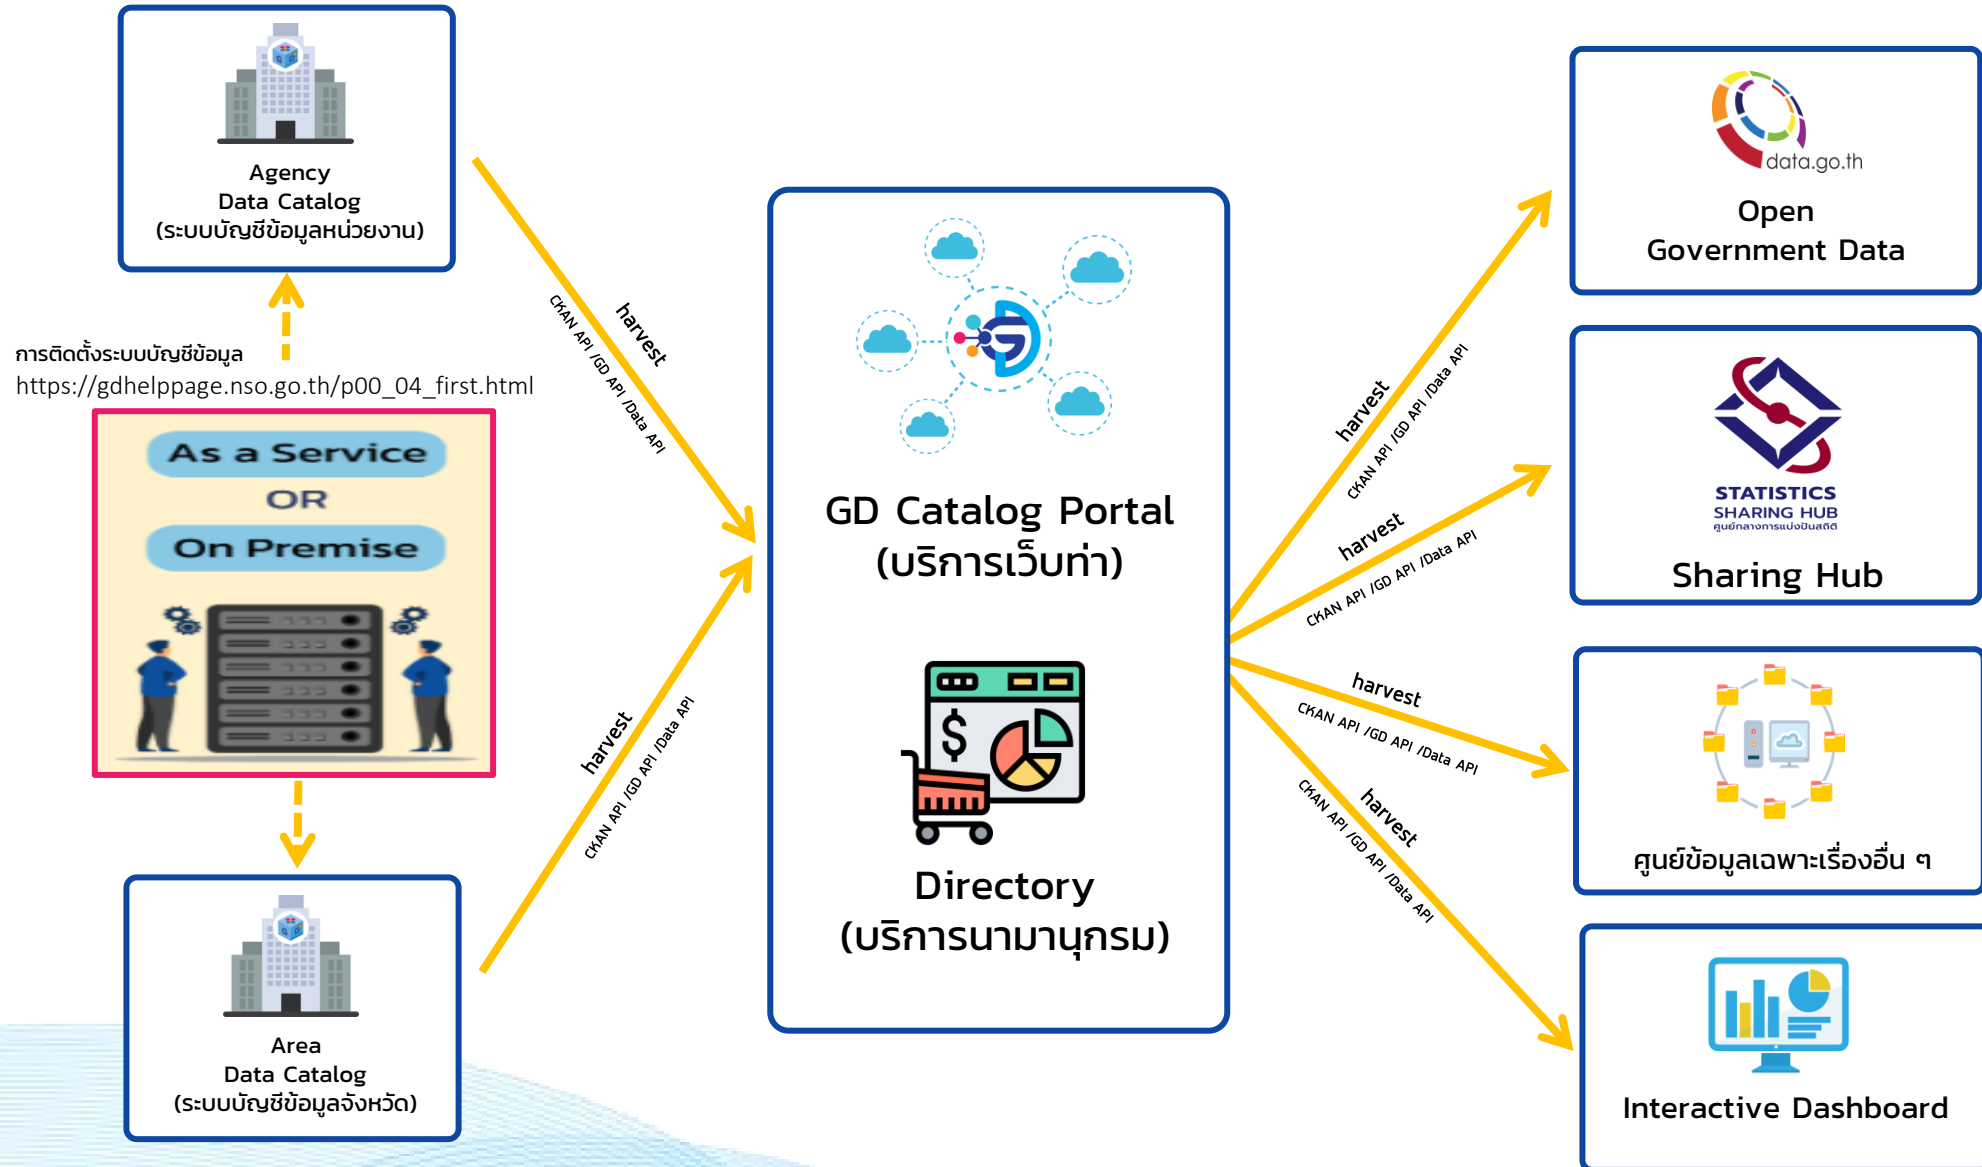 Agency
Data Catalog
(ระบบบัญชีข้อมูลหน่วยงาน)
การติดตั้งระบบบัญชีข้อมูล
https://gdhelppage.nso.go.th/p00_04_first.html
As a Service
OR
On Premise
Area
Data Catalog
(ระบบบัญชีข้อมูลจังหวัด)
harvest
CKAN API /GD API /Data API
harvest
CKAN API /GD API /Data API
GD Catalog Portal
(บริการเว็บท่า)
$
Directory
(บริการนามานุกรม)
harvest
CKAN API /GD API /Data API
harvest
CKAN API /GD API /Data API
harvest
CKAN API /GD API /Data API
harvest
CKAN API /GD API /Data API
data.go.th
Open
Government Data
STATISTICS
SHARING HUB
ศูนย์กลางการแบ่งปันสถิติ
Sharing Hub
ศูนย์ข้อมูลเฉพาะเรื่องอื่น ๆ
Interactive Dashboard